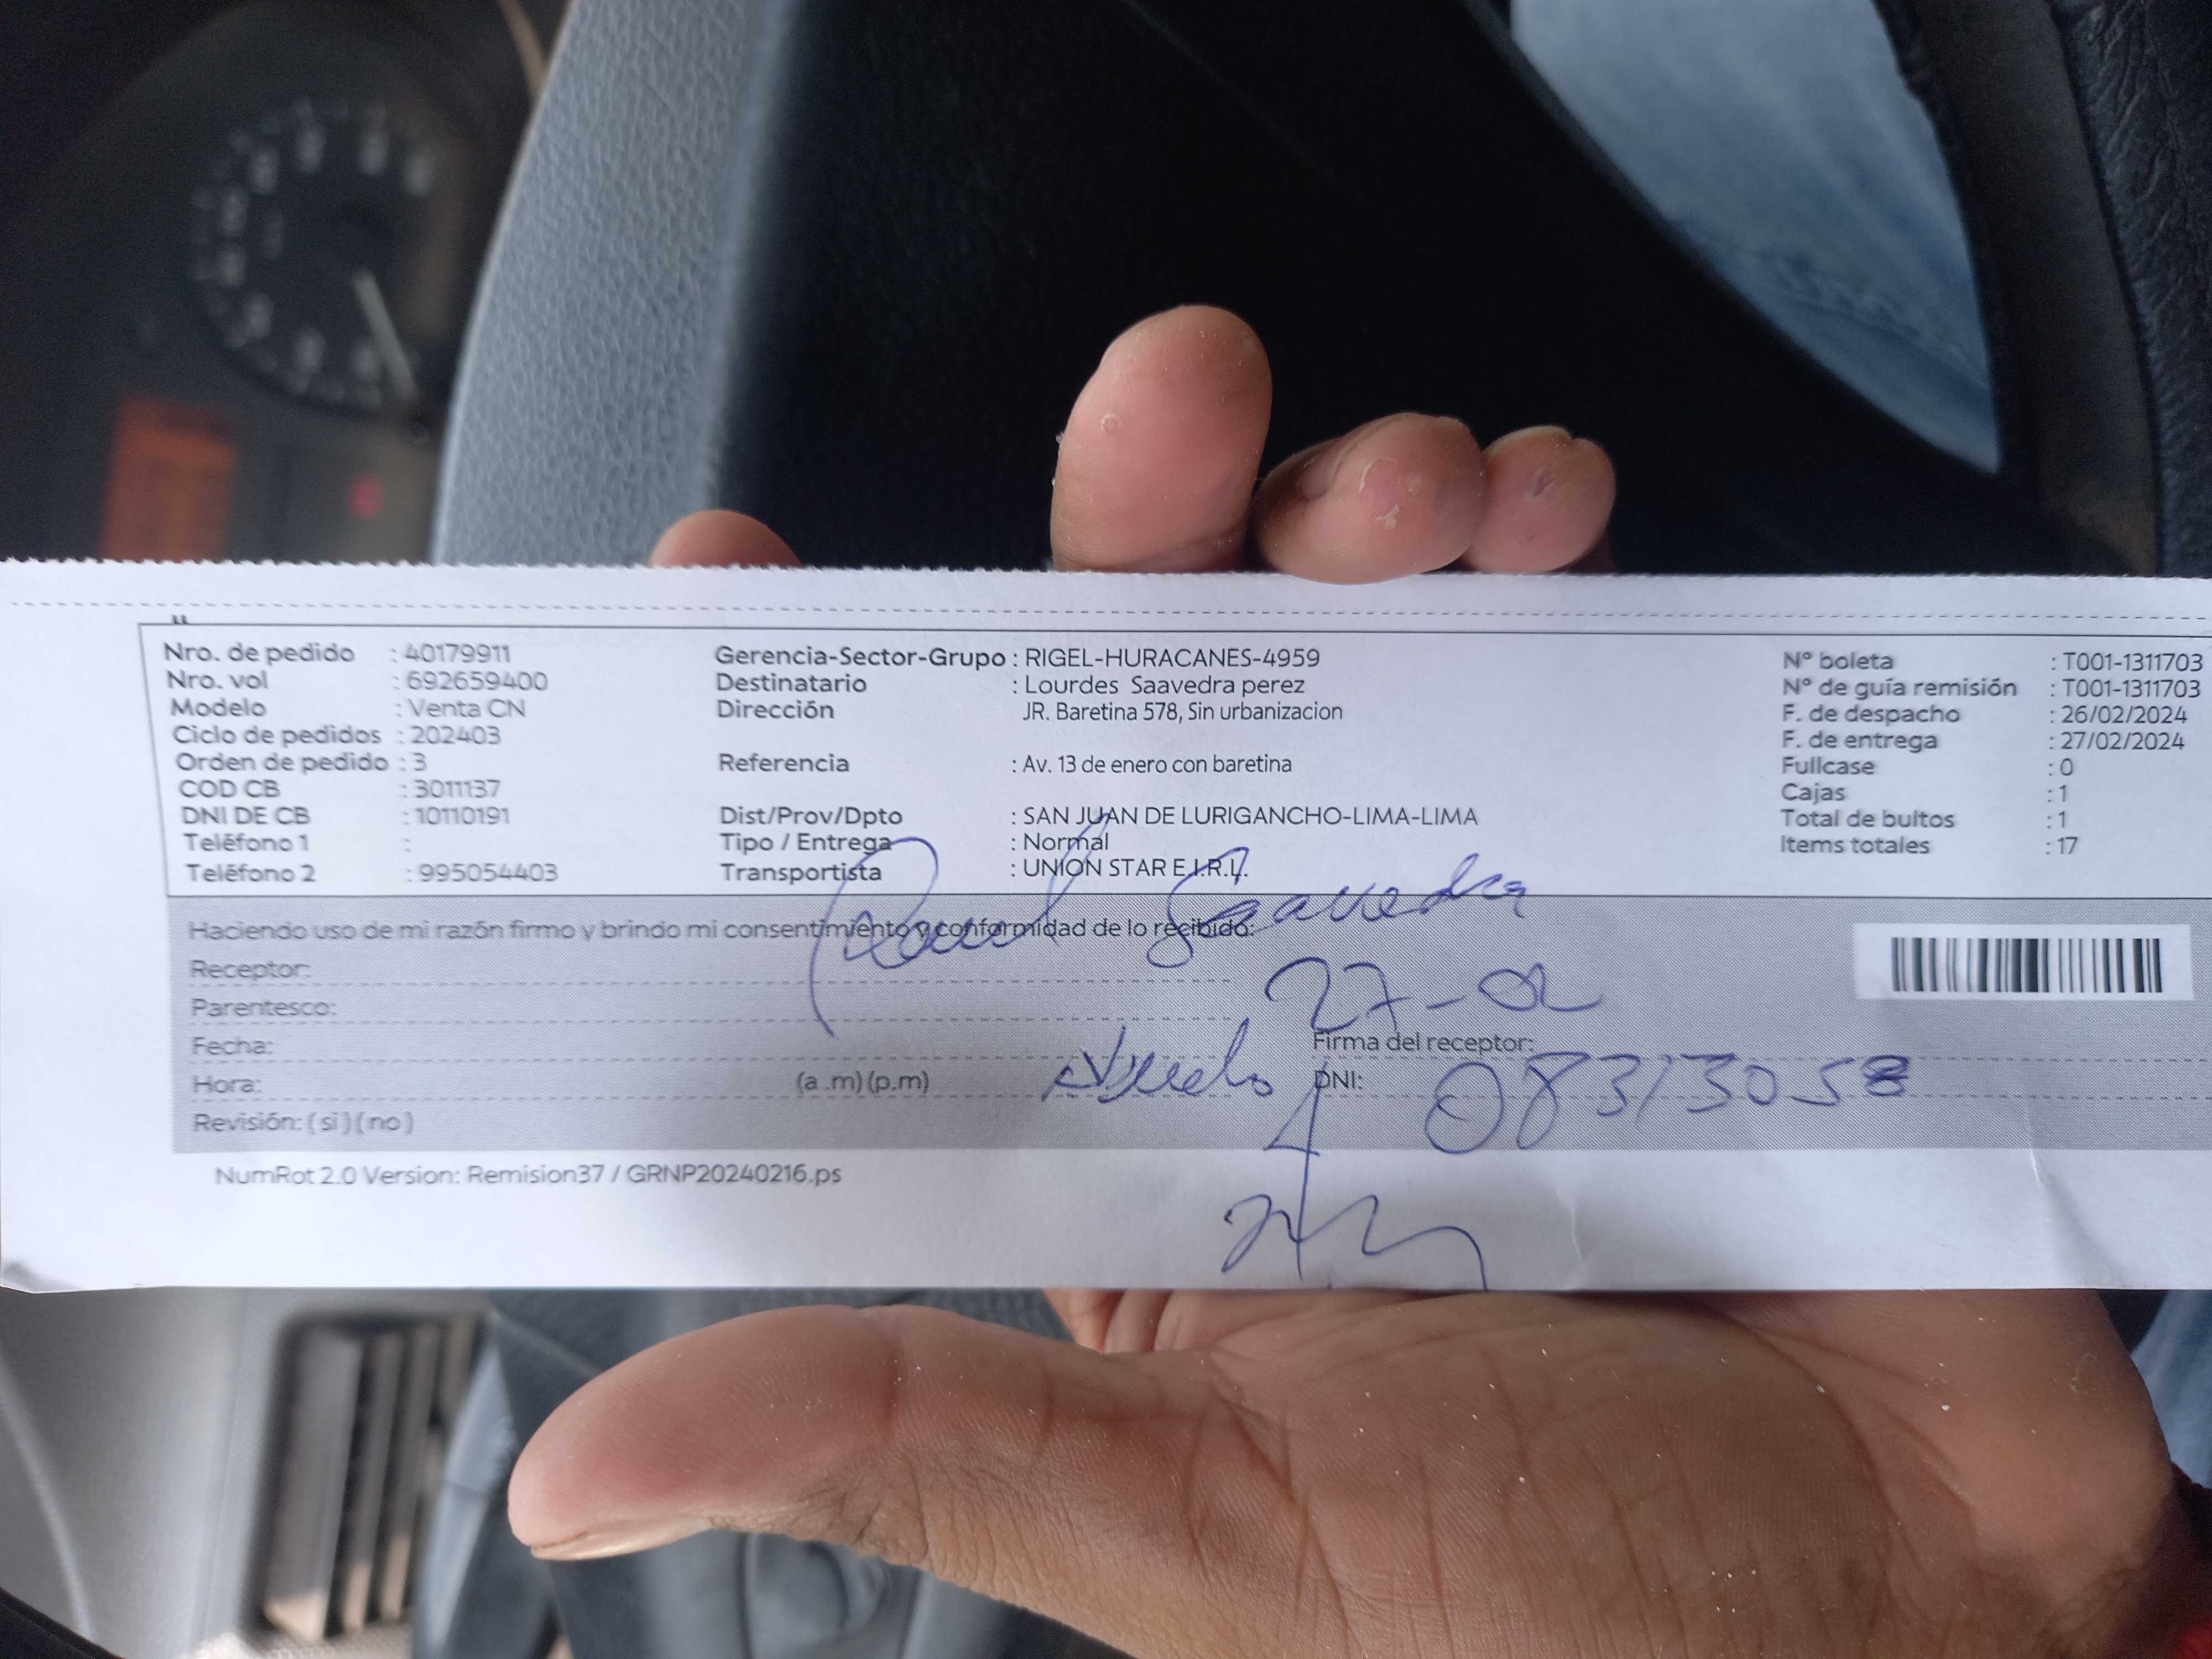 Nro. de pedido : 40179911
Nro. vol : 692659400
Modelo : Venta CN
Ciclo de pedidos : 202403
Orden de pedido : 3
COD CB : 3011137
DNI DE CB : 10110191
Teléfono 1 :
Teléfono 2 : 995054403
Gerencia-Sector-Grupo : RIGEL-HURACANES-4959
Destinatario : Lourdes Saavedra perez
Dirección JR. Baretina 578, Sin urbanizacion
Referencia : Av. 13 de enero con baretina
Dist/Prov/Dpto : SAN JUAN DE LURIGANCHO-LIMA-LIMA
Tipo / Entrega : Normal
Transportista : UNION STAR E.I.R.L.
N° boleta : T001-1311703
N° de guía remisión : T001-1311703
F. de despacho : 26/02/2024
F. de entrega : 27/02/2024
Fullcase : 0
Cajas : 1
Total de bultos : 1
Items totales : 17
Haciendo uso de mi razón firmo y brindo mi consentimiento y conformidad de lo recibido:
Saavedra
Receptor:
27-02
Parentesco:
Fecha:
Firma del receptor:
Hora: (a .m) (p.m)
Abuelo
DNI: 08313058
Revisión: ( si ) ( no )
NumRot 2.0 Version: Remision37 / GRNP20240216.ps